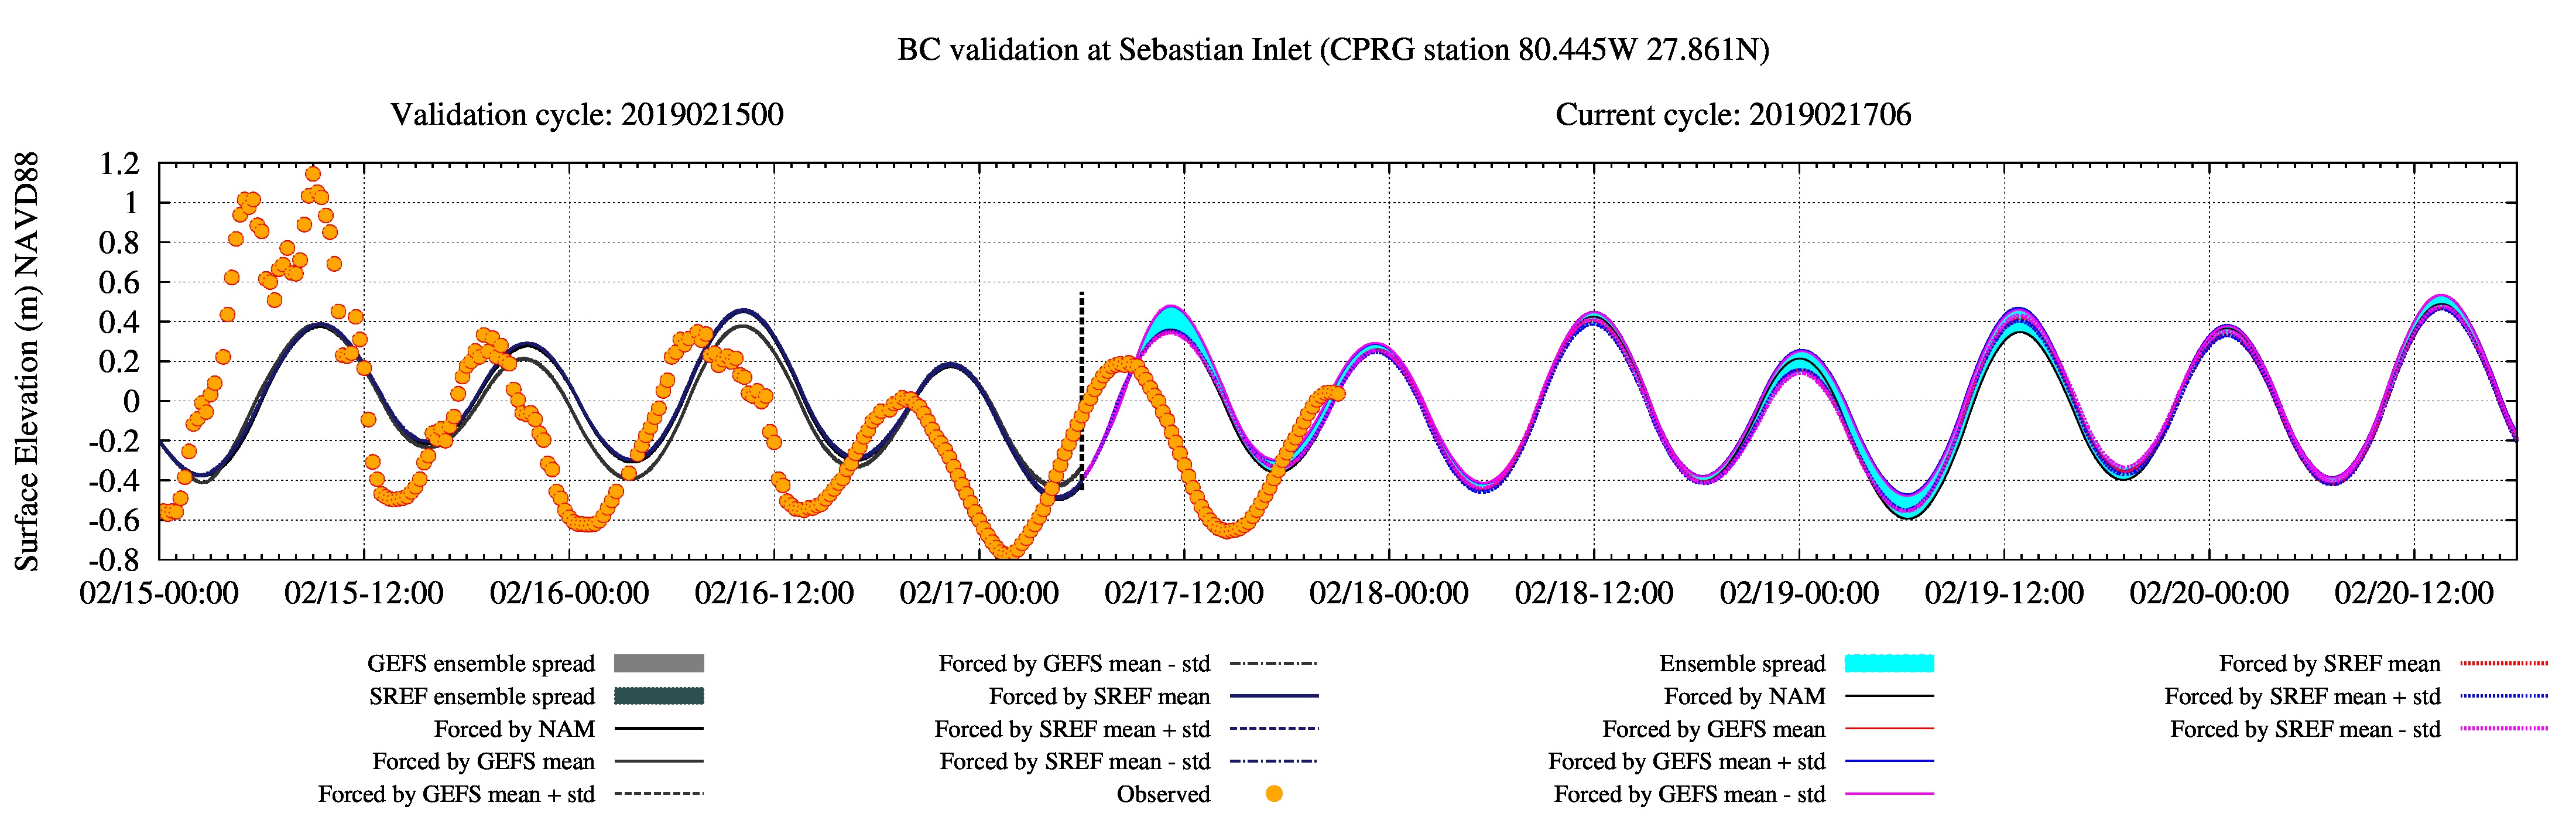 BC validation at Sebastian Inlet (CPRG station 80.445W 27.861N)
Validation cycle: 2019021500
Current cycle: 2019021706
Surface Elevation (m) NAVD88
1.2
1
0.8
0.6
0.4
0.2
0
-0.2
-0.4
-0.6
-0.8
02/15-00:00 02/15-12:00 02/16-00:00 02/16-12:00 02/17-00:00 02/17-12:00 02/18-00:00 02/18-12:00 02/19-00:00 02/19-12:00 02/20-00:00 02/20-12:00
GEFS ensemble spread
SREF ensemble spread
Forced by NAM
Forced by GEFS mean
Forced by GEFS mean + std
Forced by GEFS mean - std
Forced by SREF mean
Forced by SREF mean + std
Forced by SREF mean - std
Observed
Ensemble spread
Forced by NAM
Forced by GEFS mean
Forced by GEFS mean + std
Forced by GEFS mean - std
Forced by SREF mean
Forced by SREF mean + std
Forced by SREF mean - std